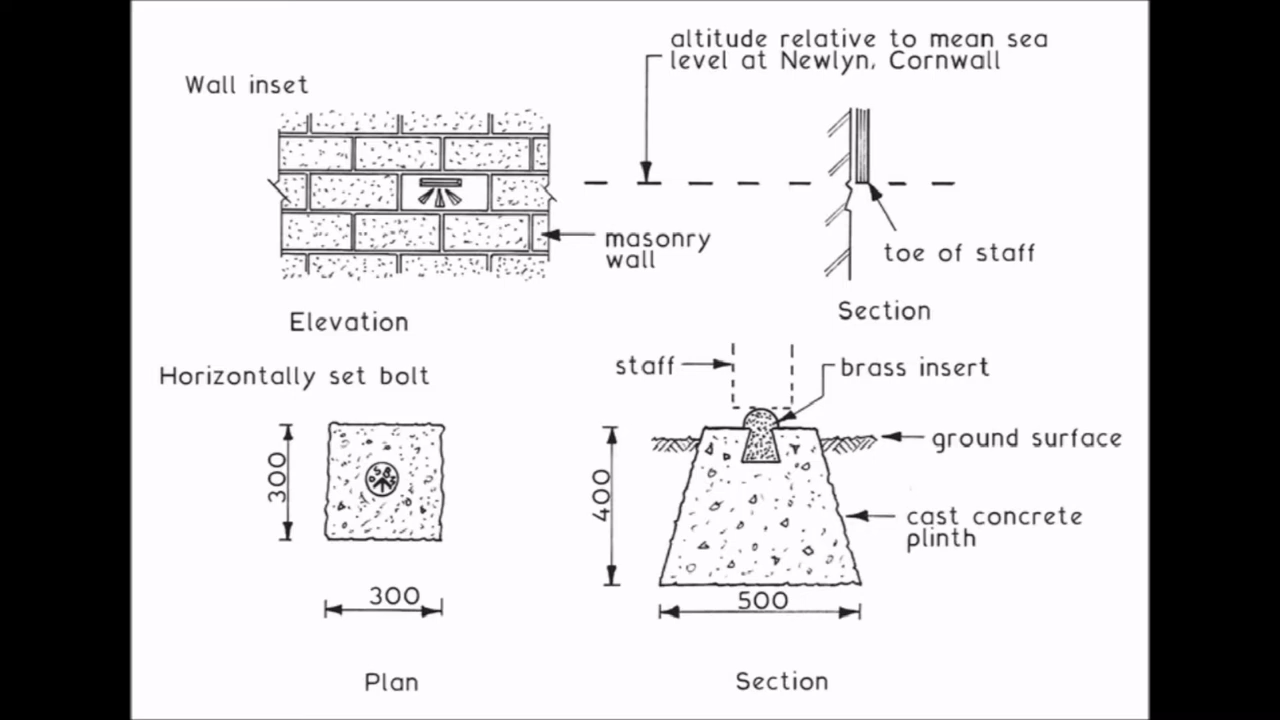 altitude relative to mean sea
level at Newlyn, Cornwall
Wall inset
masonry
wall
toe of staff
Elevation
Section
Horizontally set bolt
staff
brass insert
ground surface
300
400
cast concrete
plinth
300
500
Plan
Section